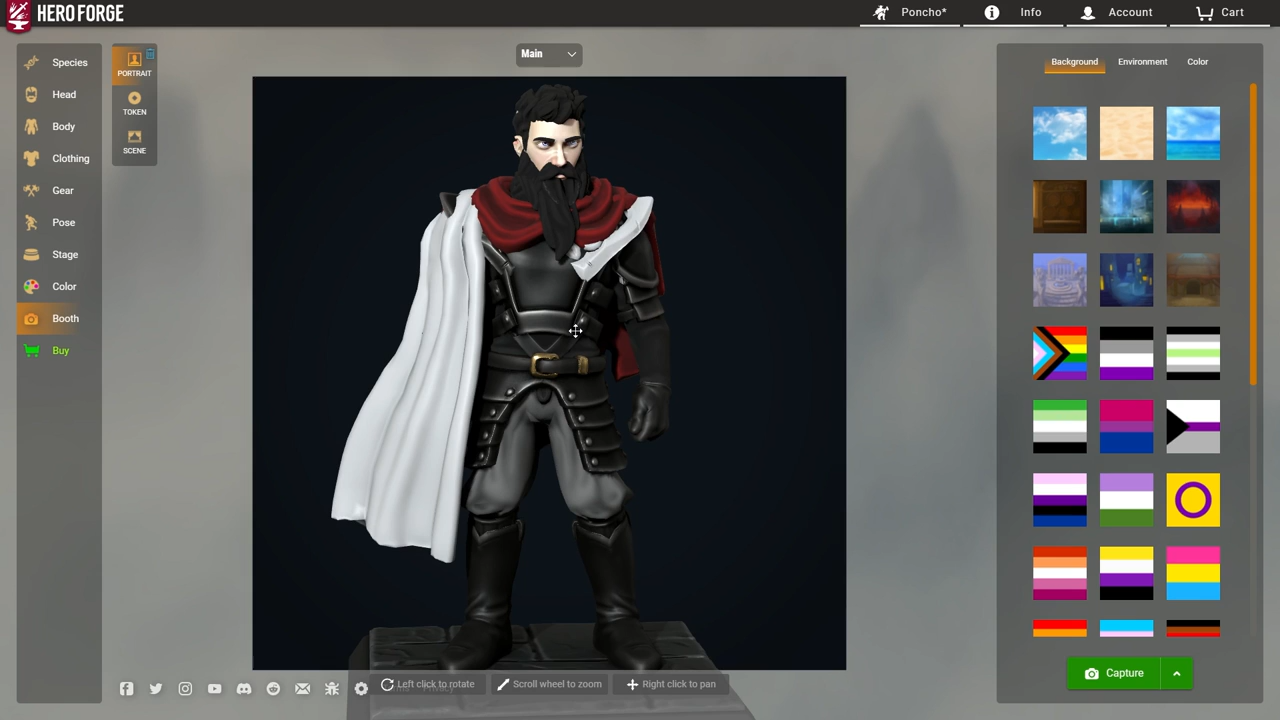 HERO FORGE
Poncho*
Info
Account
Cart
Species
Head
Body
Clothing
Gear
Pose
Stage
Color
Booth
Buy
PORTRAIT
TOKEN
SCENE
Main
Background
Environment
Color
Left click to rotate
Scroll wheel to zoom
Right click to pan
Capture